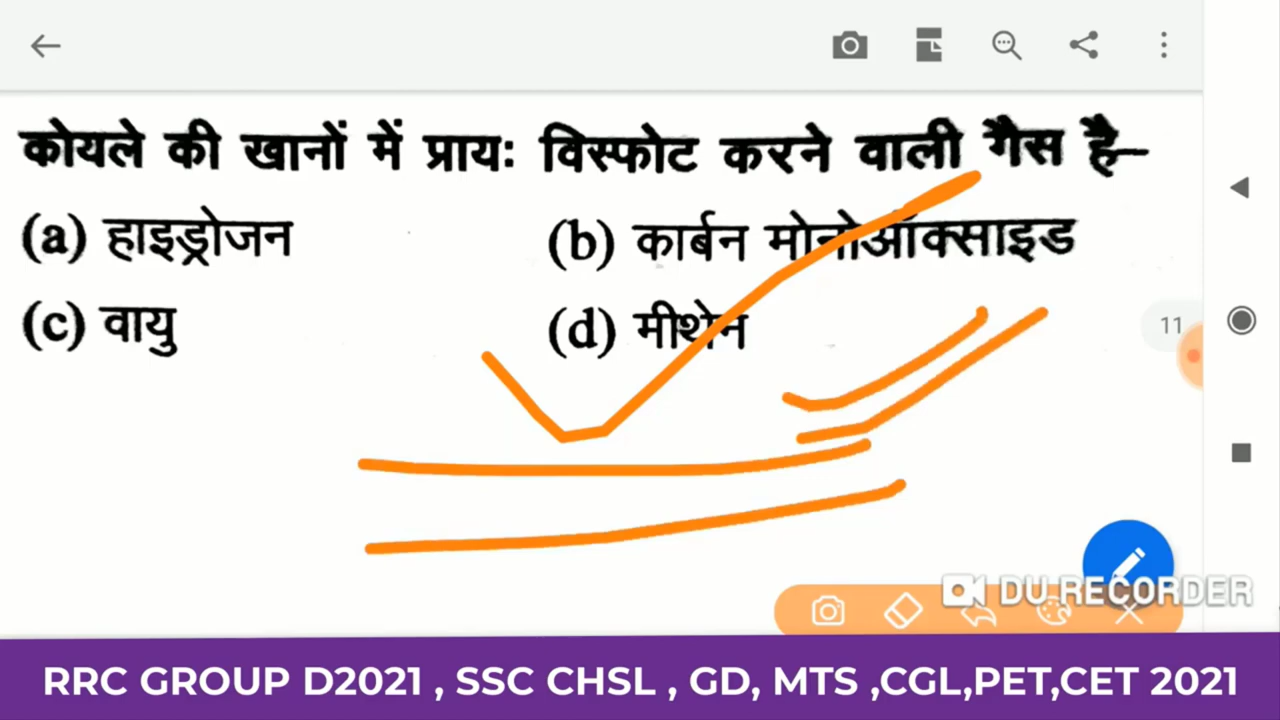 कोयले की खानों में प्रायः विस्फोट करने वाली गैस है–
(a) हाइड्रोजन (b) कार्बन मोनोऑक्साइड
(c) वायु (d) मीथेन
11
DU RECORDER
RRC GROUP D2021 , SSC CHSL , GD, MTS ,CGL,PET,CET 2021